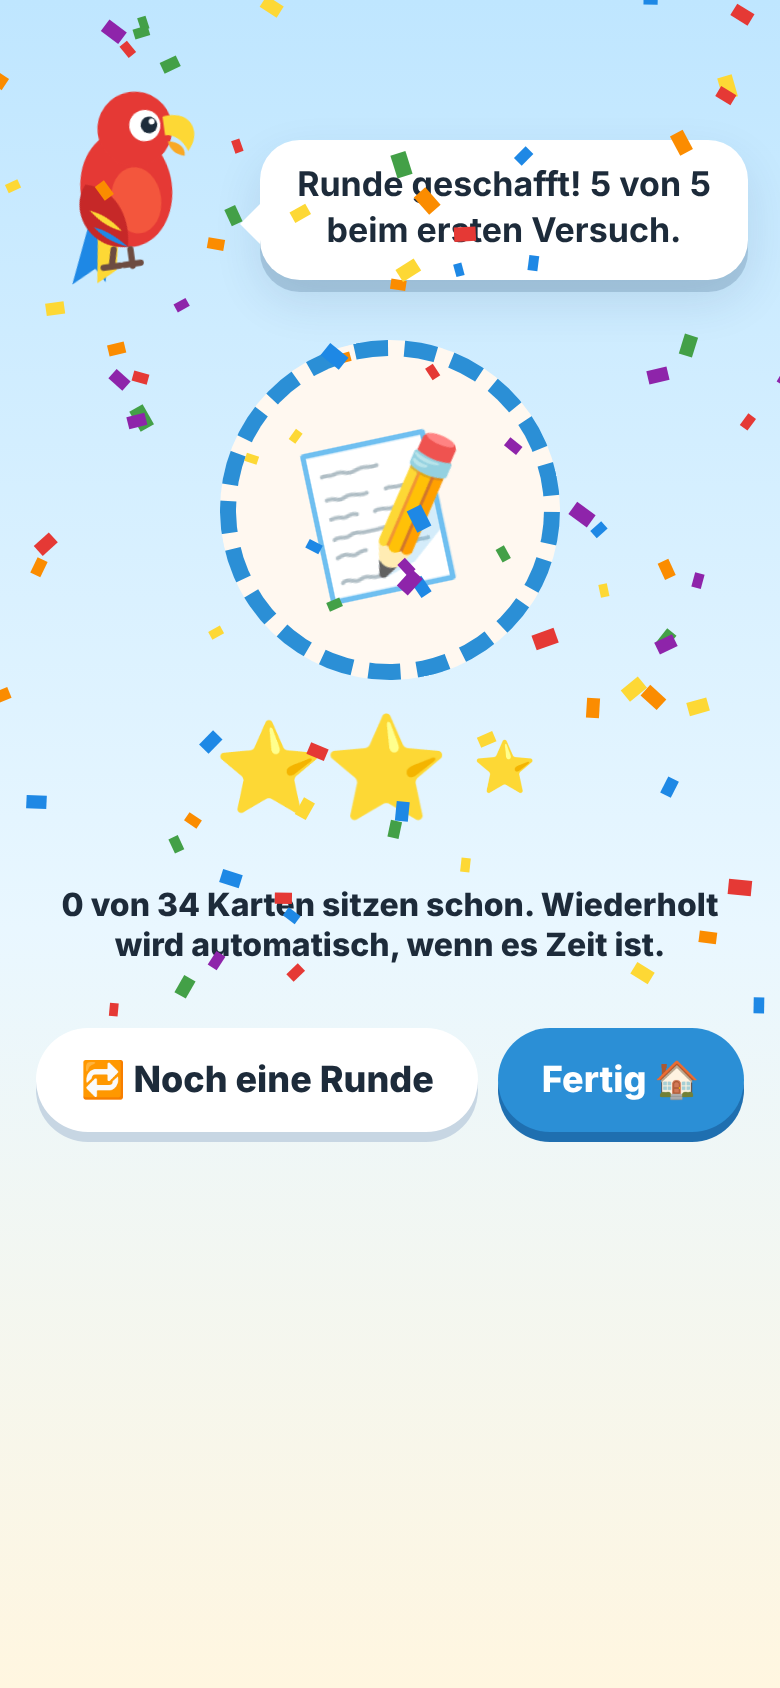 Runde geschafft! 5 von 5
beim ersten Versuch.
0 von 34 Karten sitzen schon. Wiederholt
wird automatisch, wenn es Zeit ist.
🔁 Noch eine Runde
Fertig 🏠